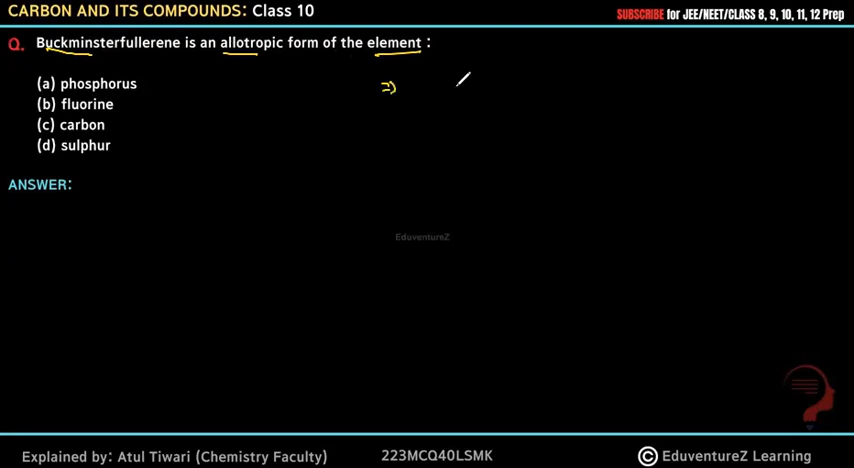 CARBON AND ITS COMPOUNDS: Class 10
SUBSCRIBE for JEE/NEET/CLASS 8, 9, 10, 11, 12 Prep
Q. Buckminsterfullerene is an allotropic form of the element :
(a) phosphorus
(b) fluorine
(c) carbon
(d) sulphur
ANSWER:
EduventureZ
Explained by: Atul Tiwari (Chemistry Faculty)
223MCQ40LSMK
© EduventureZ Learning